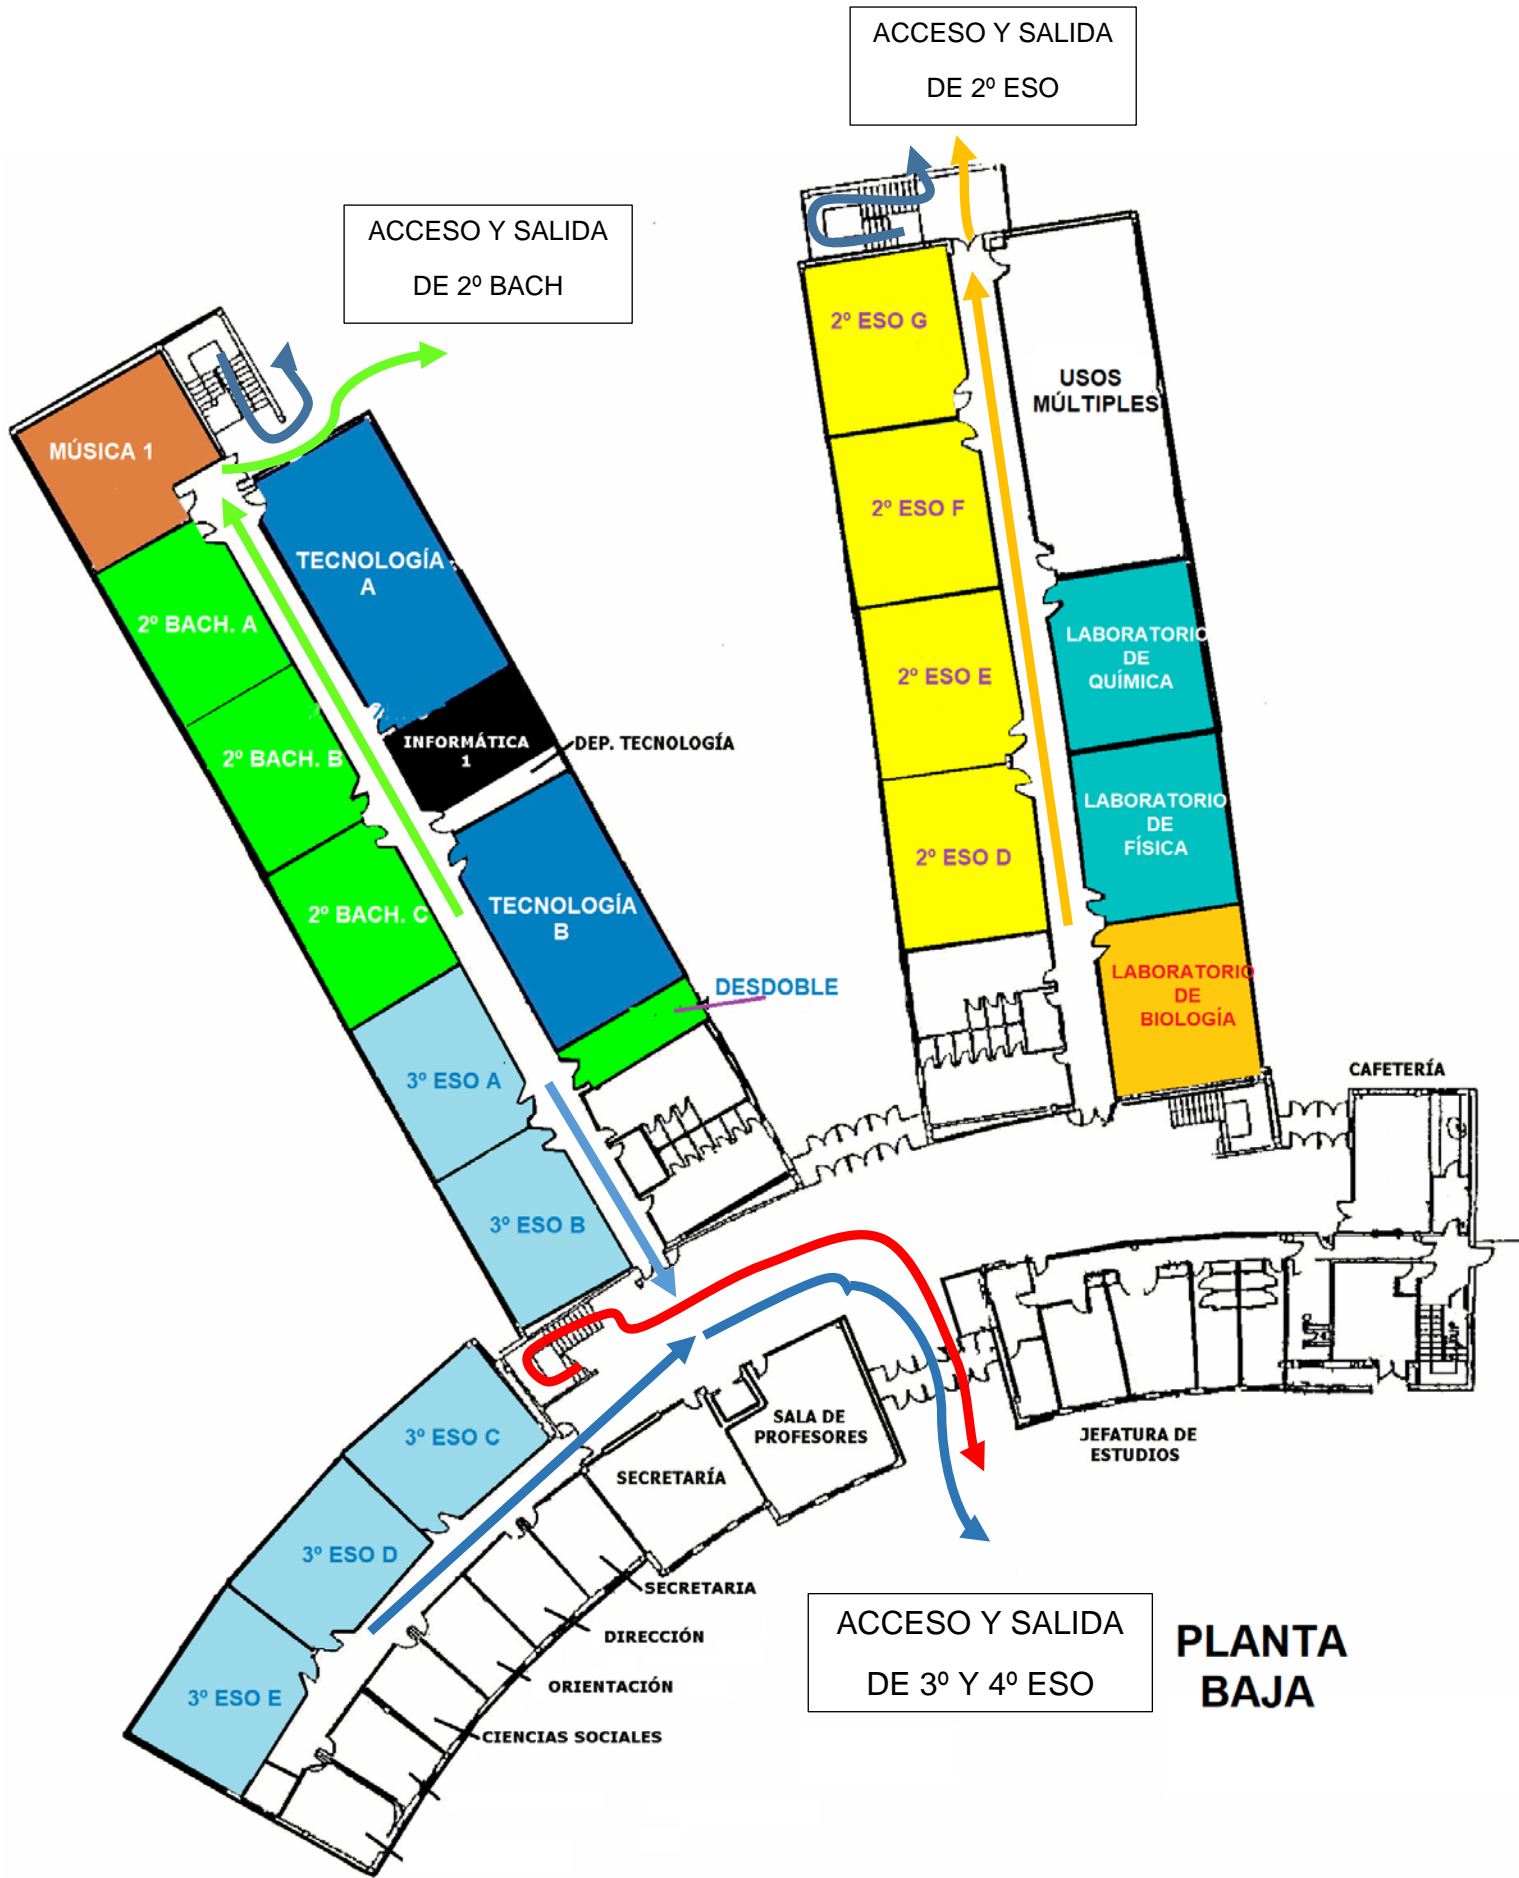 ACCESO Y SALIDA
DE 2º ESO
ACCESO Y SALIDA
DE 2º BACH
2º ESO G
USOS
MÚLTIPLES
MÚSICA 1
2º ESO F
TECNOLOGÍA
A
2º BACH. A
LABORATORIO
DE
QUÍMICA
2º ESO E
INFORMÁTICA
1
DEP. TECNOLOGÍA
2º BACH. B
LABORATORIO
DE
FÍSICA
2º ESO D
2º BACH. C
TECNOLOGÍA
B
DESDOBLE
LABORATORIO
DE
BIOLOGÍA
3º ESO A
CAFETERÍA
3º ESO B
3º ESO C
SALA DE
PROFESORES
JEFATURA DE
ESTUDIOS
SECRETARÍA
3º ESO D
SECRETARIA
DIRECCIÓN
ORIENTACIÓN
3º ESO E
CIENCIAS SOCIALES
ACCESO Y SALIDA
DE 3º Y 4º ESO
PLANTA
BAJA